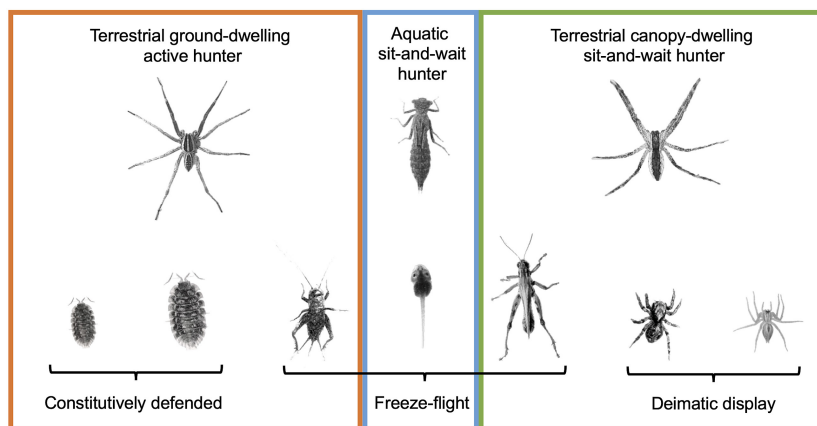 Terrestrial ground-dwelling
active hunter
Aquatic
sit-and-wait
hunter
Terrestrial canopy-dwelling
sit-and-wait hunter
Constitutively defended
Freeze-flight
Deimatic display